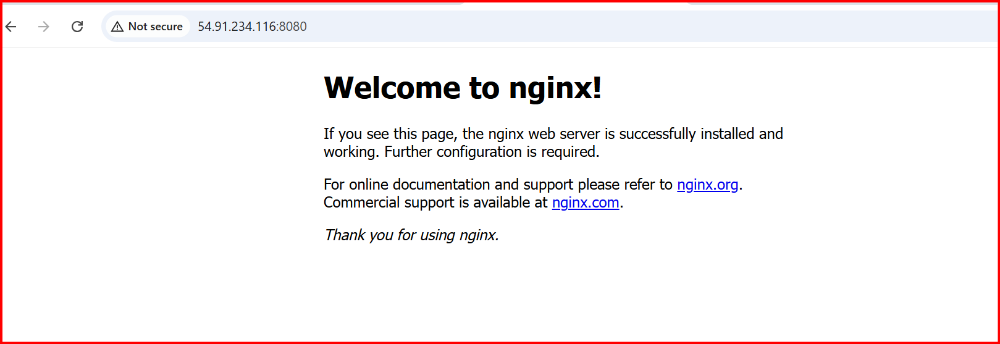 Not secure 54.91.234.116:8080
Welcome to nginx!
If you see this page, the nginx web server is successfully installed and
working. Further configuration is required.
For online documentation and support please refer to nginx.org.
Commercial support is available at nginx.com.
Thank you for using nginx.